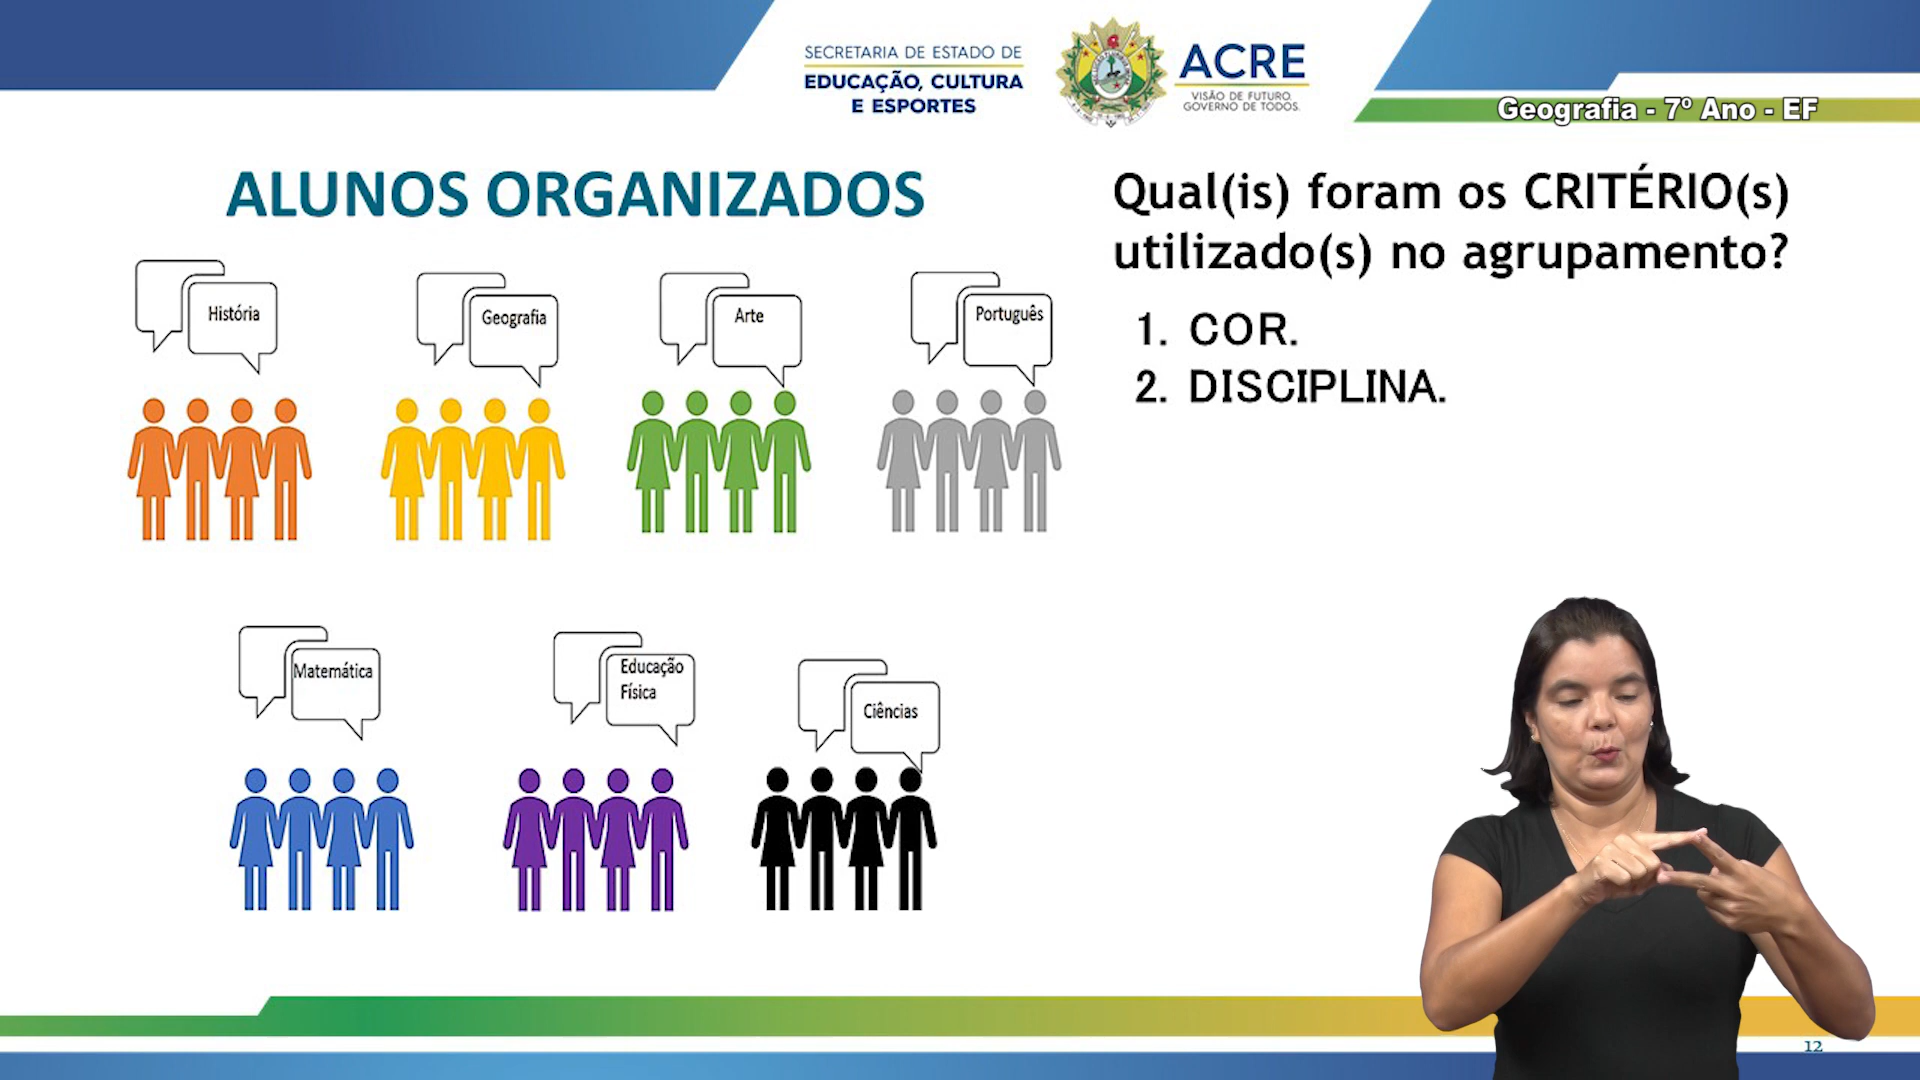 SECRETARIA DE ESTADO DE
EDUCAÇÃO, CULTURA
E ESPORTES
ACRE
VISÃO DE FUTURO.
GOVERNO DE TODOS.
Geografia - 7º Ano - EF
ALUNOS ORGANIZADOS
História
Geografia
Arte
Português
Matemática
Educação
Física
Ciências
Qual(is) foram os CRITÉRIO(s)
utilizado(s) no agrupamento?
1. COR.
2. DISCIPLINA.
12